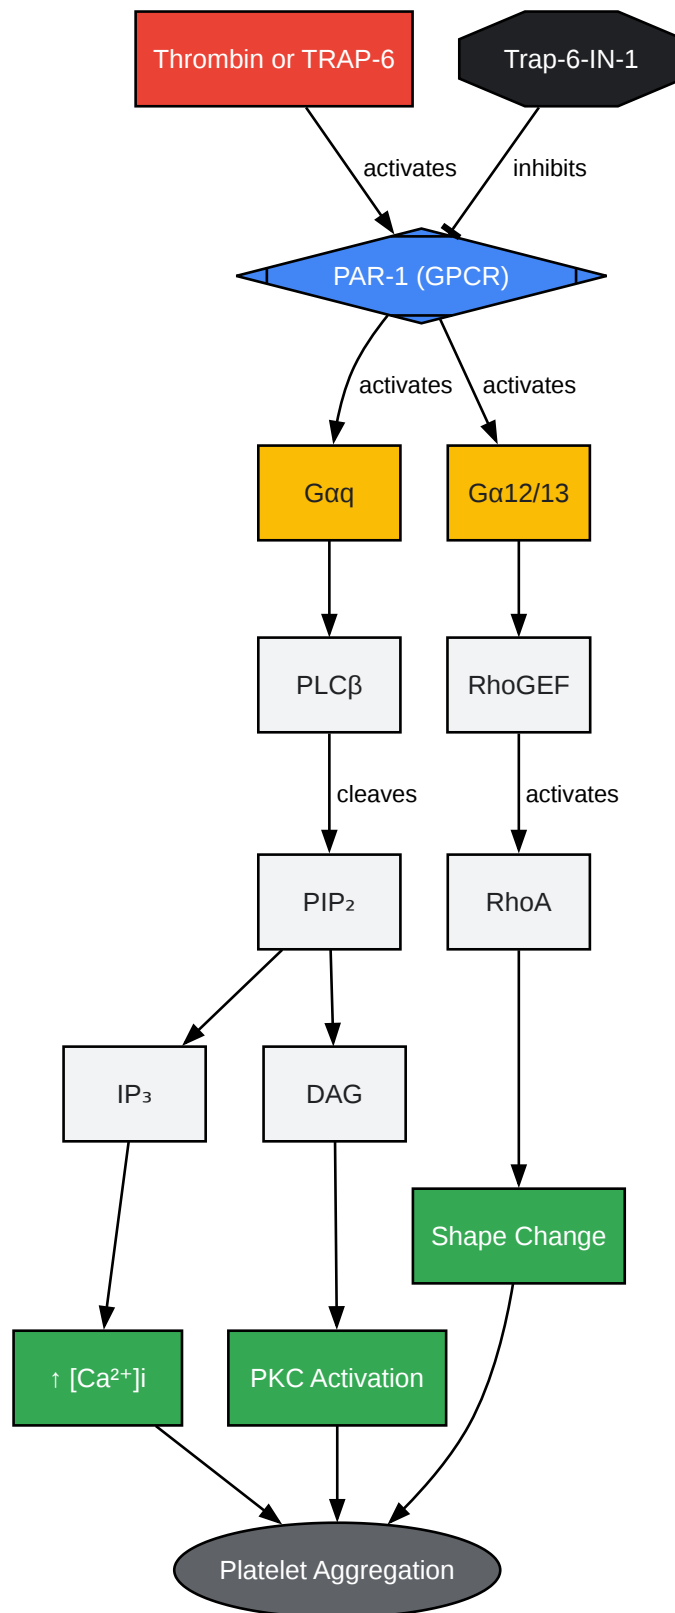 Thrombin or TRAP-6
Trap-6-IN-1
activates
inhibits
PAR-1 (GPCR)
activates
activates
Gαq
Gα12/13
PLCβ
RhoGEF
cleaves
activates
PIP₂
RhoA
IP₃
DAG
Shape Change
↑ [Ca²⁺]i
PKC Activation
Platelet Aggregation